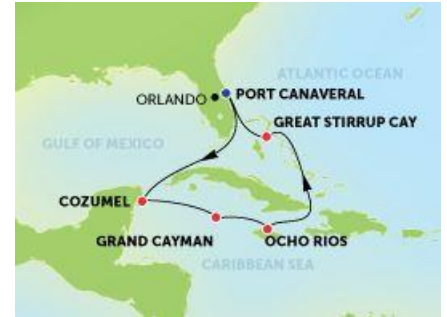 ATLANTIC OCEAN
ORLANDO
PORT CANAVERAL
GREAT STIRRUP CAY
GULF OF MEXICO
COZUMEL
GRAND CAYMAN
OCHO RIOS
CARIBBEAN SEA